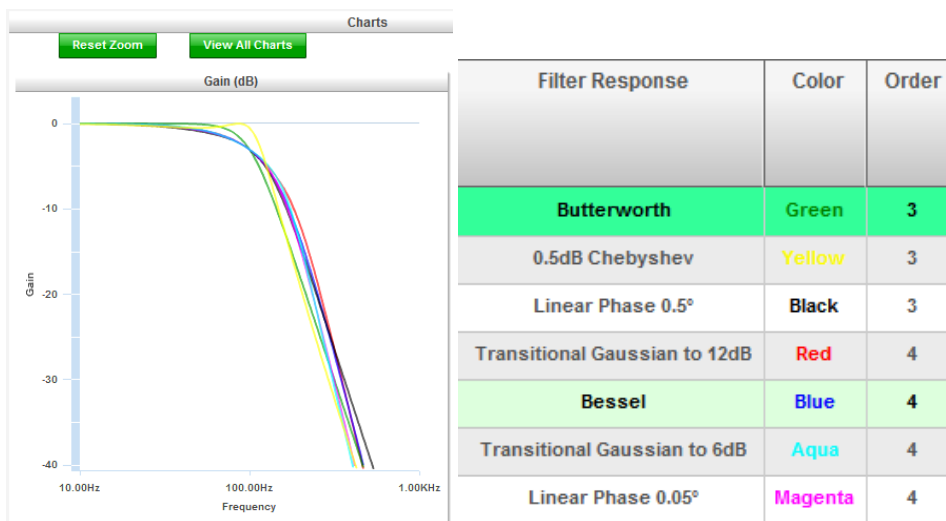 Charts
Reset Zoom View All Charts
Gain (dB)
0
-10
-20
-30
-40
Gain
10.00Hz 100.00Hz 1.00KHz
Frequency
Filter Response Color Order
Butterworth Green 3
0.5dB Chebyshev Yellow 3
Linear Phase 0.5º Black 3
Transitional Gaussian to 12dB Red 4
Bessel Blue 4
Transitional Gaussian to 6dB Aqua 4
Linear Phase 0.05º Magenta 4